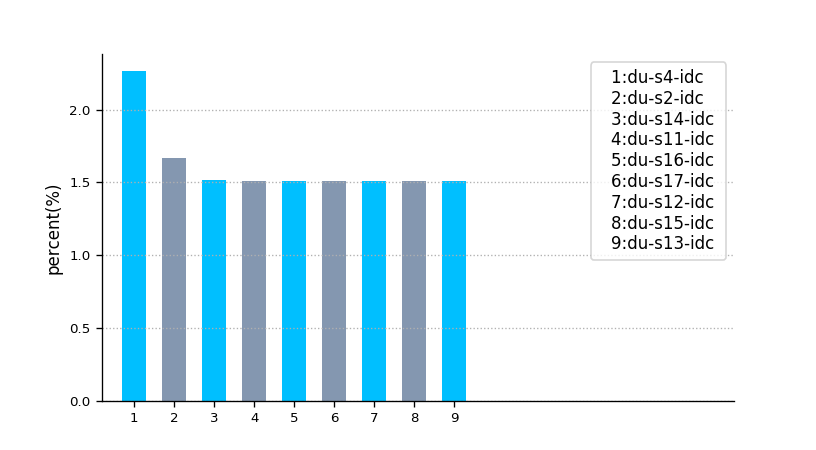 percent(%)
2.0
1.5
1.0
0.5
0.0
1 2 3 4 5 6 7 8 9
1:du-s4-idc
2:du-s2-idc
3:du-s14-idc
4:du-s11-idc
5:du-s16-idc
6:du-s17-idc
7:du-s12-idc
8:du-s15-idc
9:du-s13-idc